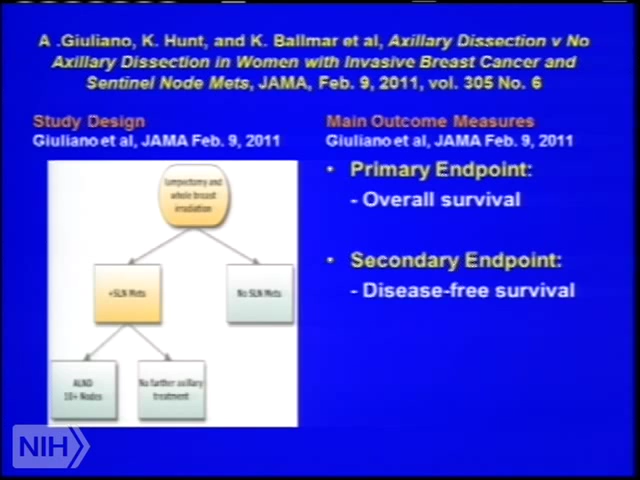 A .Giuliano, K. Hunt, and K. Ballmar et al, Axillary Dissection v No
Axillary Dissection in Women with Invasive Breast Cancer and
Sentinel Node Mets, JAMA, Feb. 9, 2011, vol. 305 No. 6
Study Design
Giuliano et al, JAMA Feb. 9, 2011
lumpectomy and
whole breast
irradiation
+SLN Mets
No SLN Mets
ALND
10+ Nodes
No further axillary
treatment
Main Outcome Measures
Giuliano et al, JAMA Feb. 9, 2011
• Primary Endpoint:
- Overall survival
• Secondary Endpoint:
- Disease-free survival
NIH